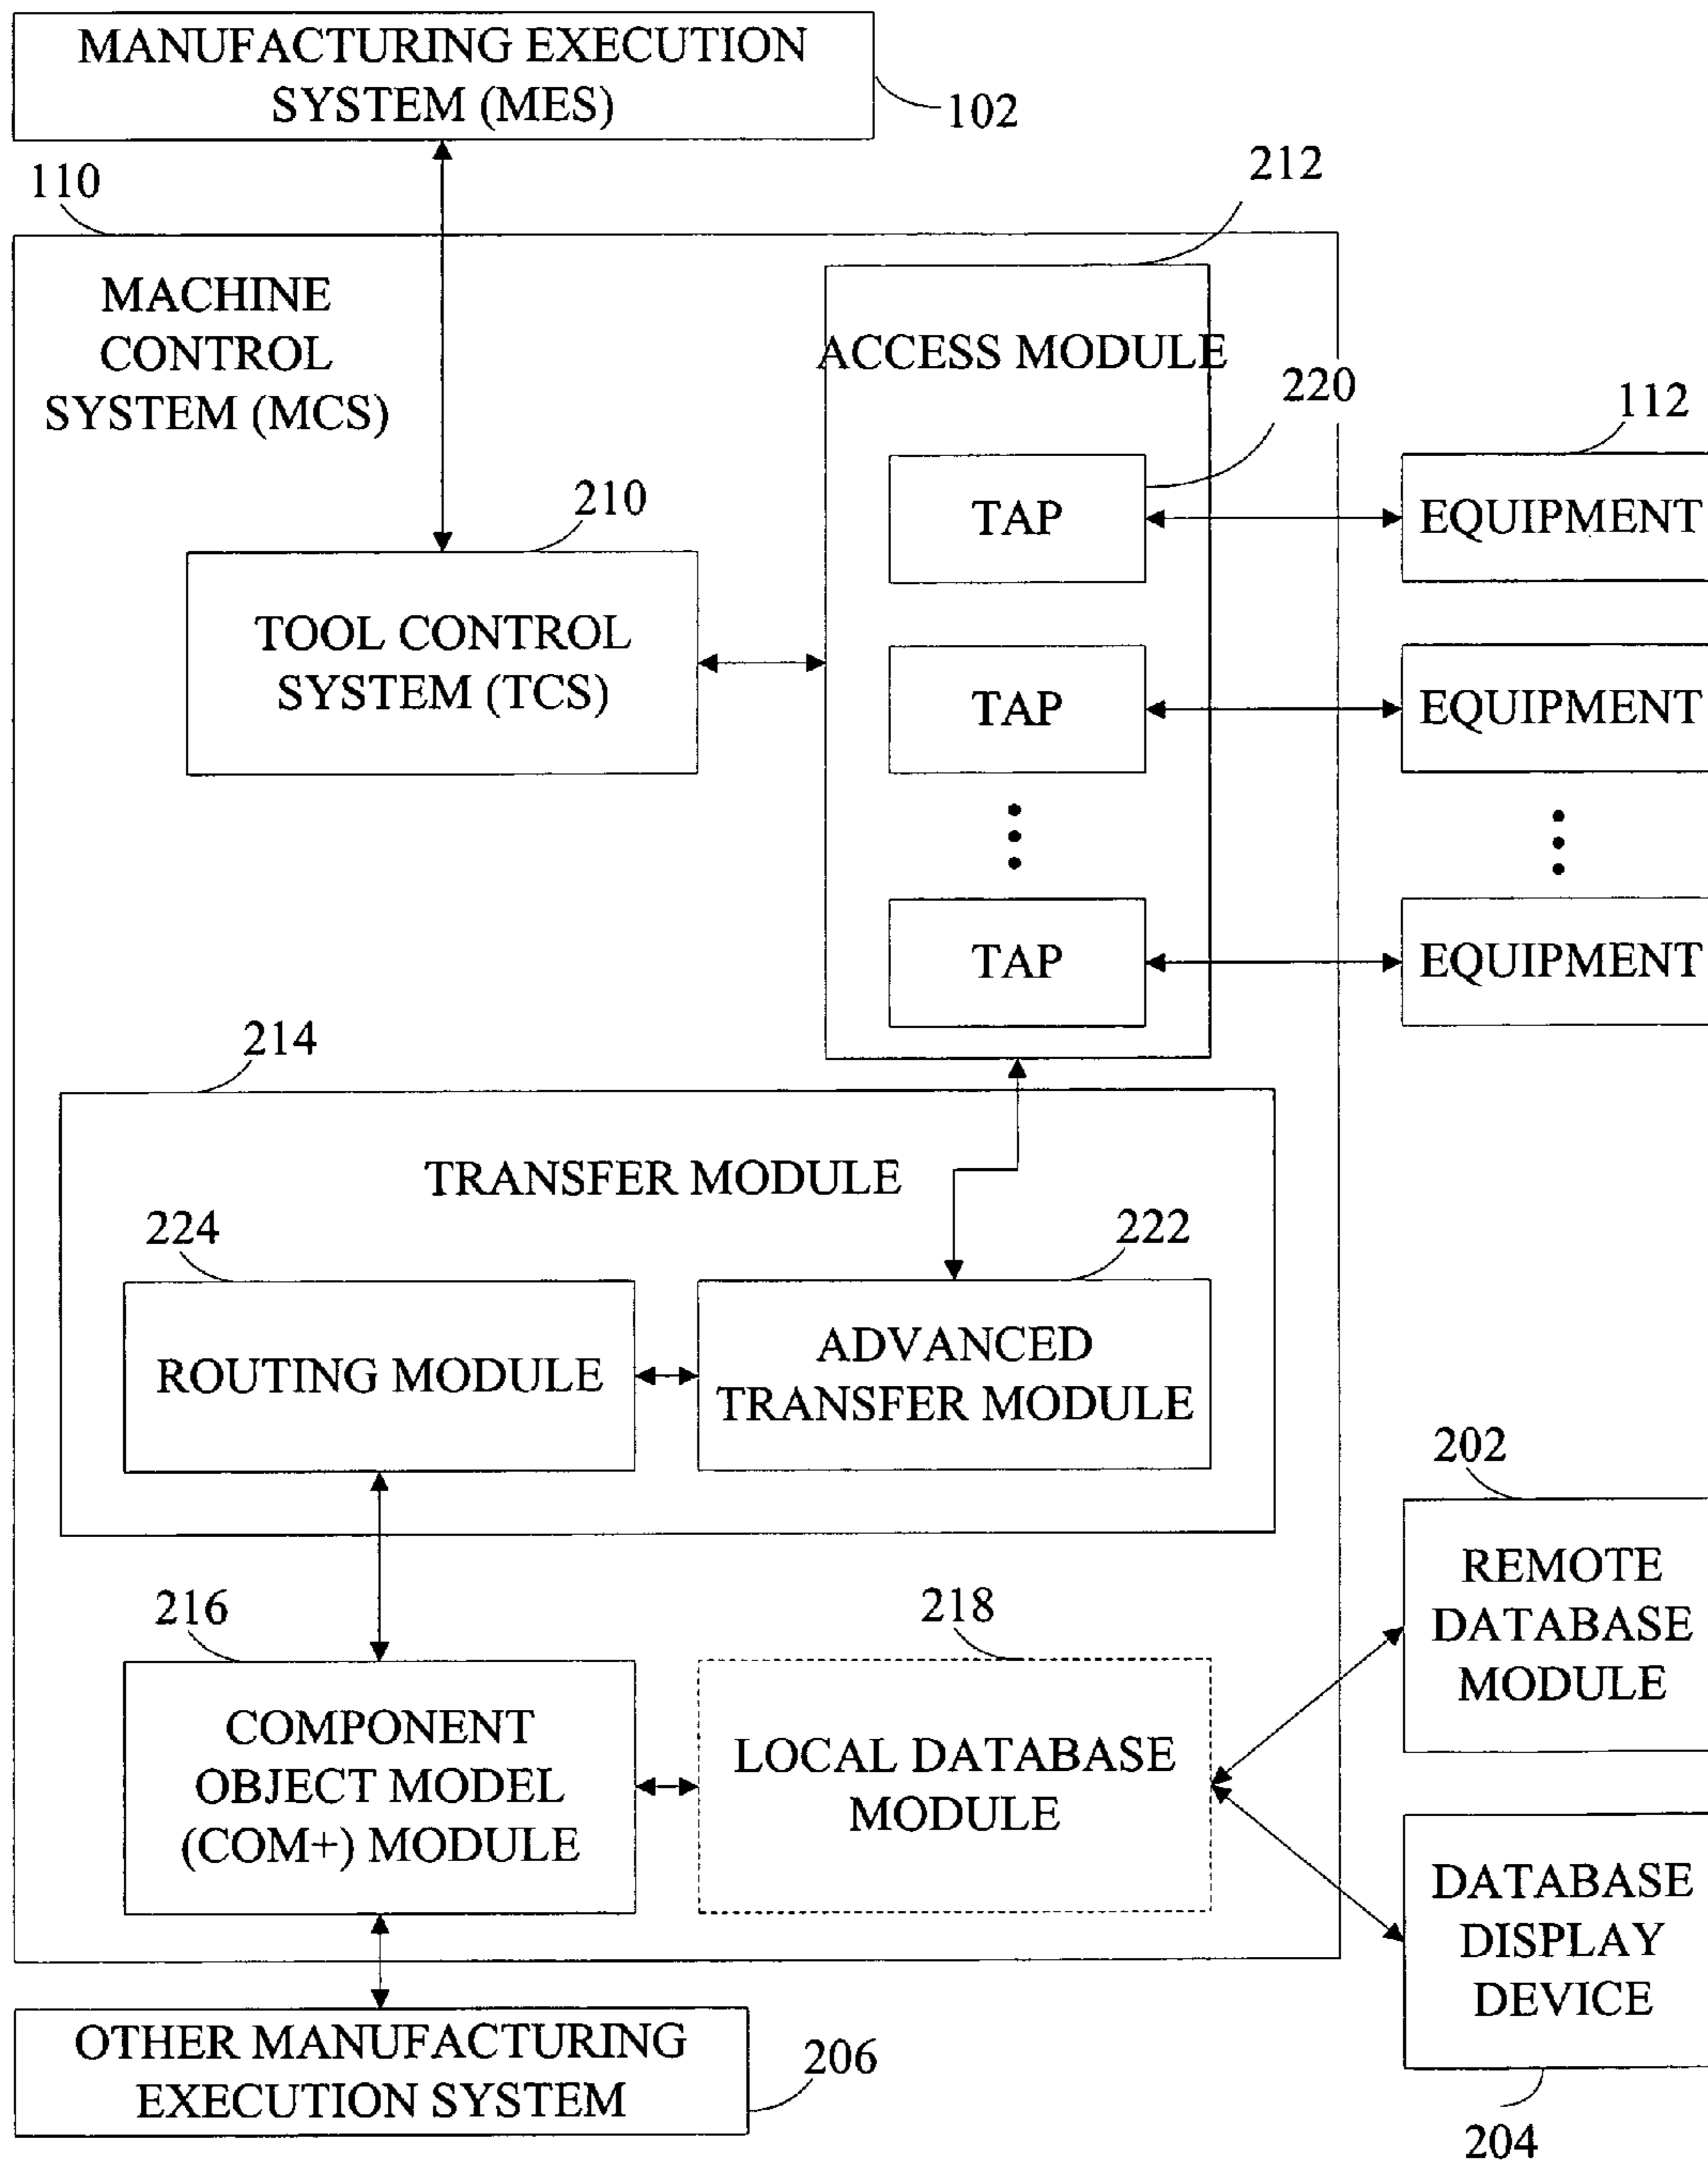 MANUFACTURING EXECUTION
SYSTEM (MES)
102
110
212
MACHINE
CONTROL
SYSTEM (MCS)
ACCESS MODULE
220
112
TAP
EQUIPMENT
210
TOOL CONTROL
SYSTEM (TCS)
TAP
EQUIPMENT
TAP
EQUIPMENT
214
TRANSFER MODULE
224
222
ROUTING MODULE
ADVANCED
TRANSFER MODULE
202
REMOTE
DATABASE
MODULE
216
218
COMPONENT
OBJECT MODEL
(COM+) MODULE
LOCAL DATABASE
MODULE
DATABASE
DISPLAY
DEVICE
204
OTHER MANUFACTURING
EXECUTION SYSTEM
206